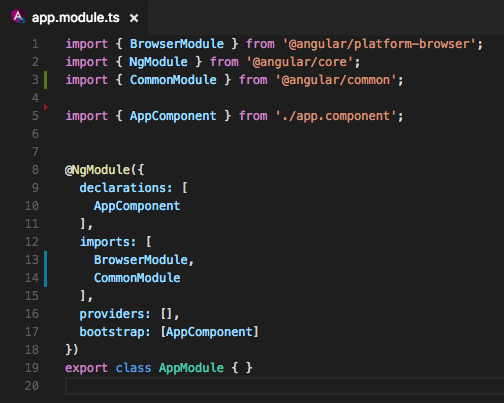 app.module.ts ×
1 import { BrowserModule } from '@angular/platform-browser';
2 import { NgModule } from '@angular/core';
3 import { CommonModule } from '@angular/common';
4
5 import { AppComponent } from './app.component';
6
7
8 @NgModule({
9   declarations: [
10     AppComponent
11   ],
12   imports: [
13     BrowserModule,
14     CommonModule
15   ],
16   providers: [],
17   bootstrap: [AppComponent]
18 })
19 export class AppModule { }
20